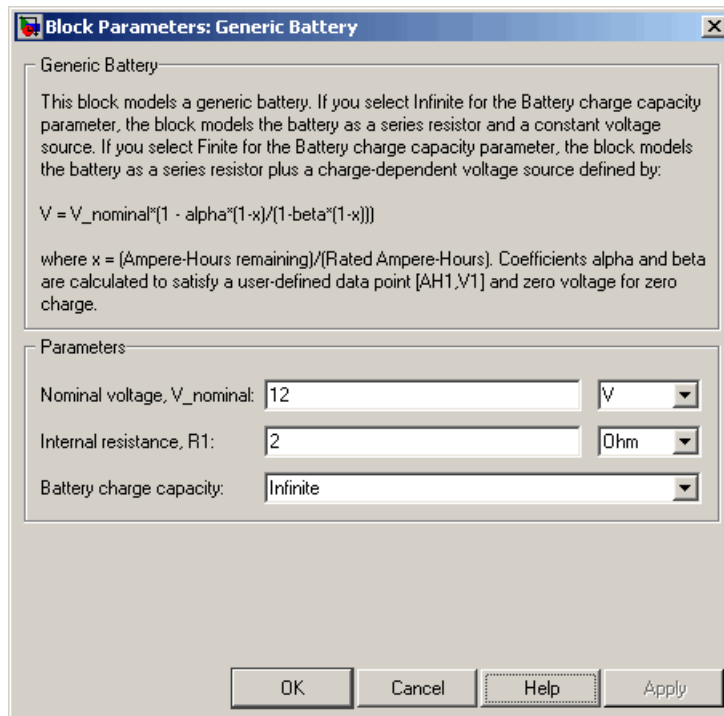 Block Parameters: Generic Battery
Generic Battery
This block models a generic battery. If you select Infinite for the Battery charge capacity
parameter, the block models the battery as a series resistor and a constant voltage
source. If you select Finite for the Battery charge capacity parameter, the block models
the battery as a series resistor plus a charge-dependent voltage source defined by:
V = V_nominal*(1 - alpha*(1-x)/(1-beta*(1-x)))
where x = (Ampere-Hours remaining)/(Rated Ampere-Hours). Coefficients alpha and beta
are calculated to satisfy a user-defined data point [AH1,V1] and zero voltage for zero
charge.
Parameters
Nominal voltage, V_nominal: 12 V
Internal resistance, R1: 2 Ohm
Battery charge capacity: Infinite
OK Cancel Help Apply